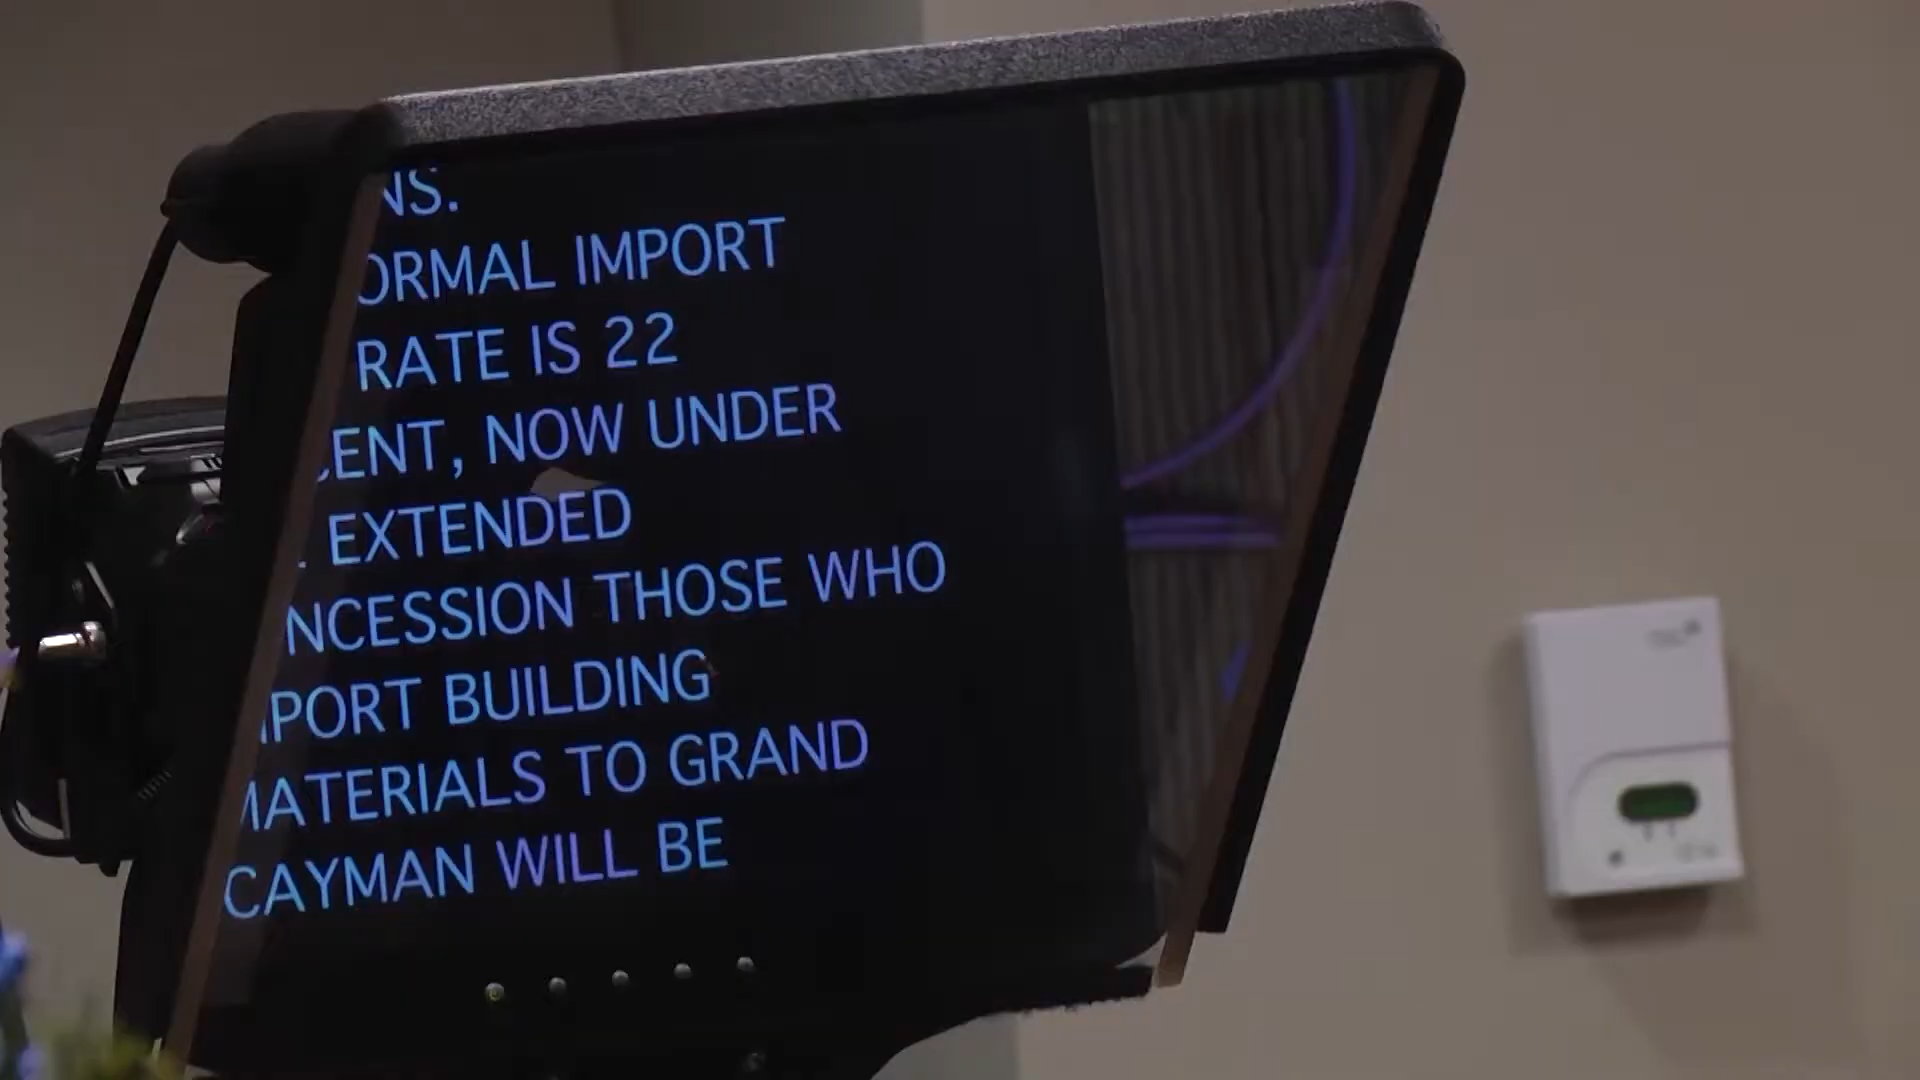 NS.
ORMAL IMPORT
RATE IS 22
CENT, NOW UNDER
EXTENDED
NCESSION THOSE WHO
PORT BUILDING
MATERIALS TO GRAND
CAYMAN WILL BE